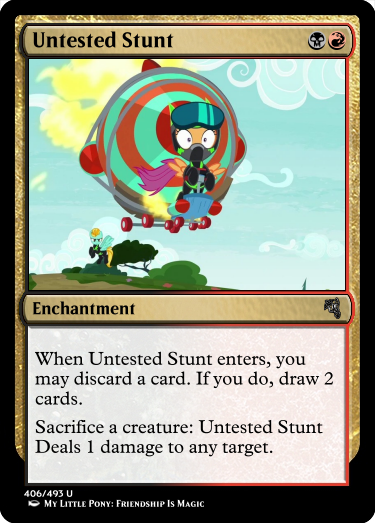 Untested Stunt
Enchantment
When Untested Stunt enters, you
may discard a card. If you do, draw 2
cards.
Sacrifice a creature: Untested Stunt
Deals 1 damage to any target.
406/493 U
My Little Pony: Friendship Is Magic